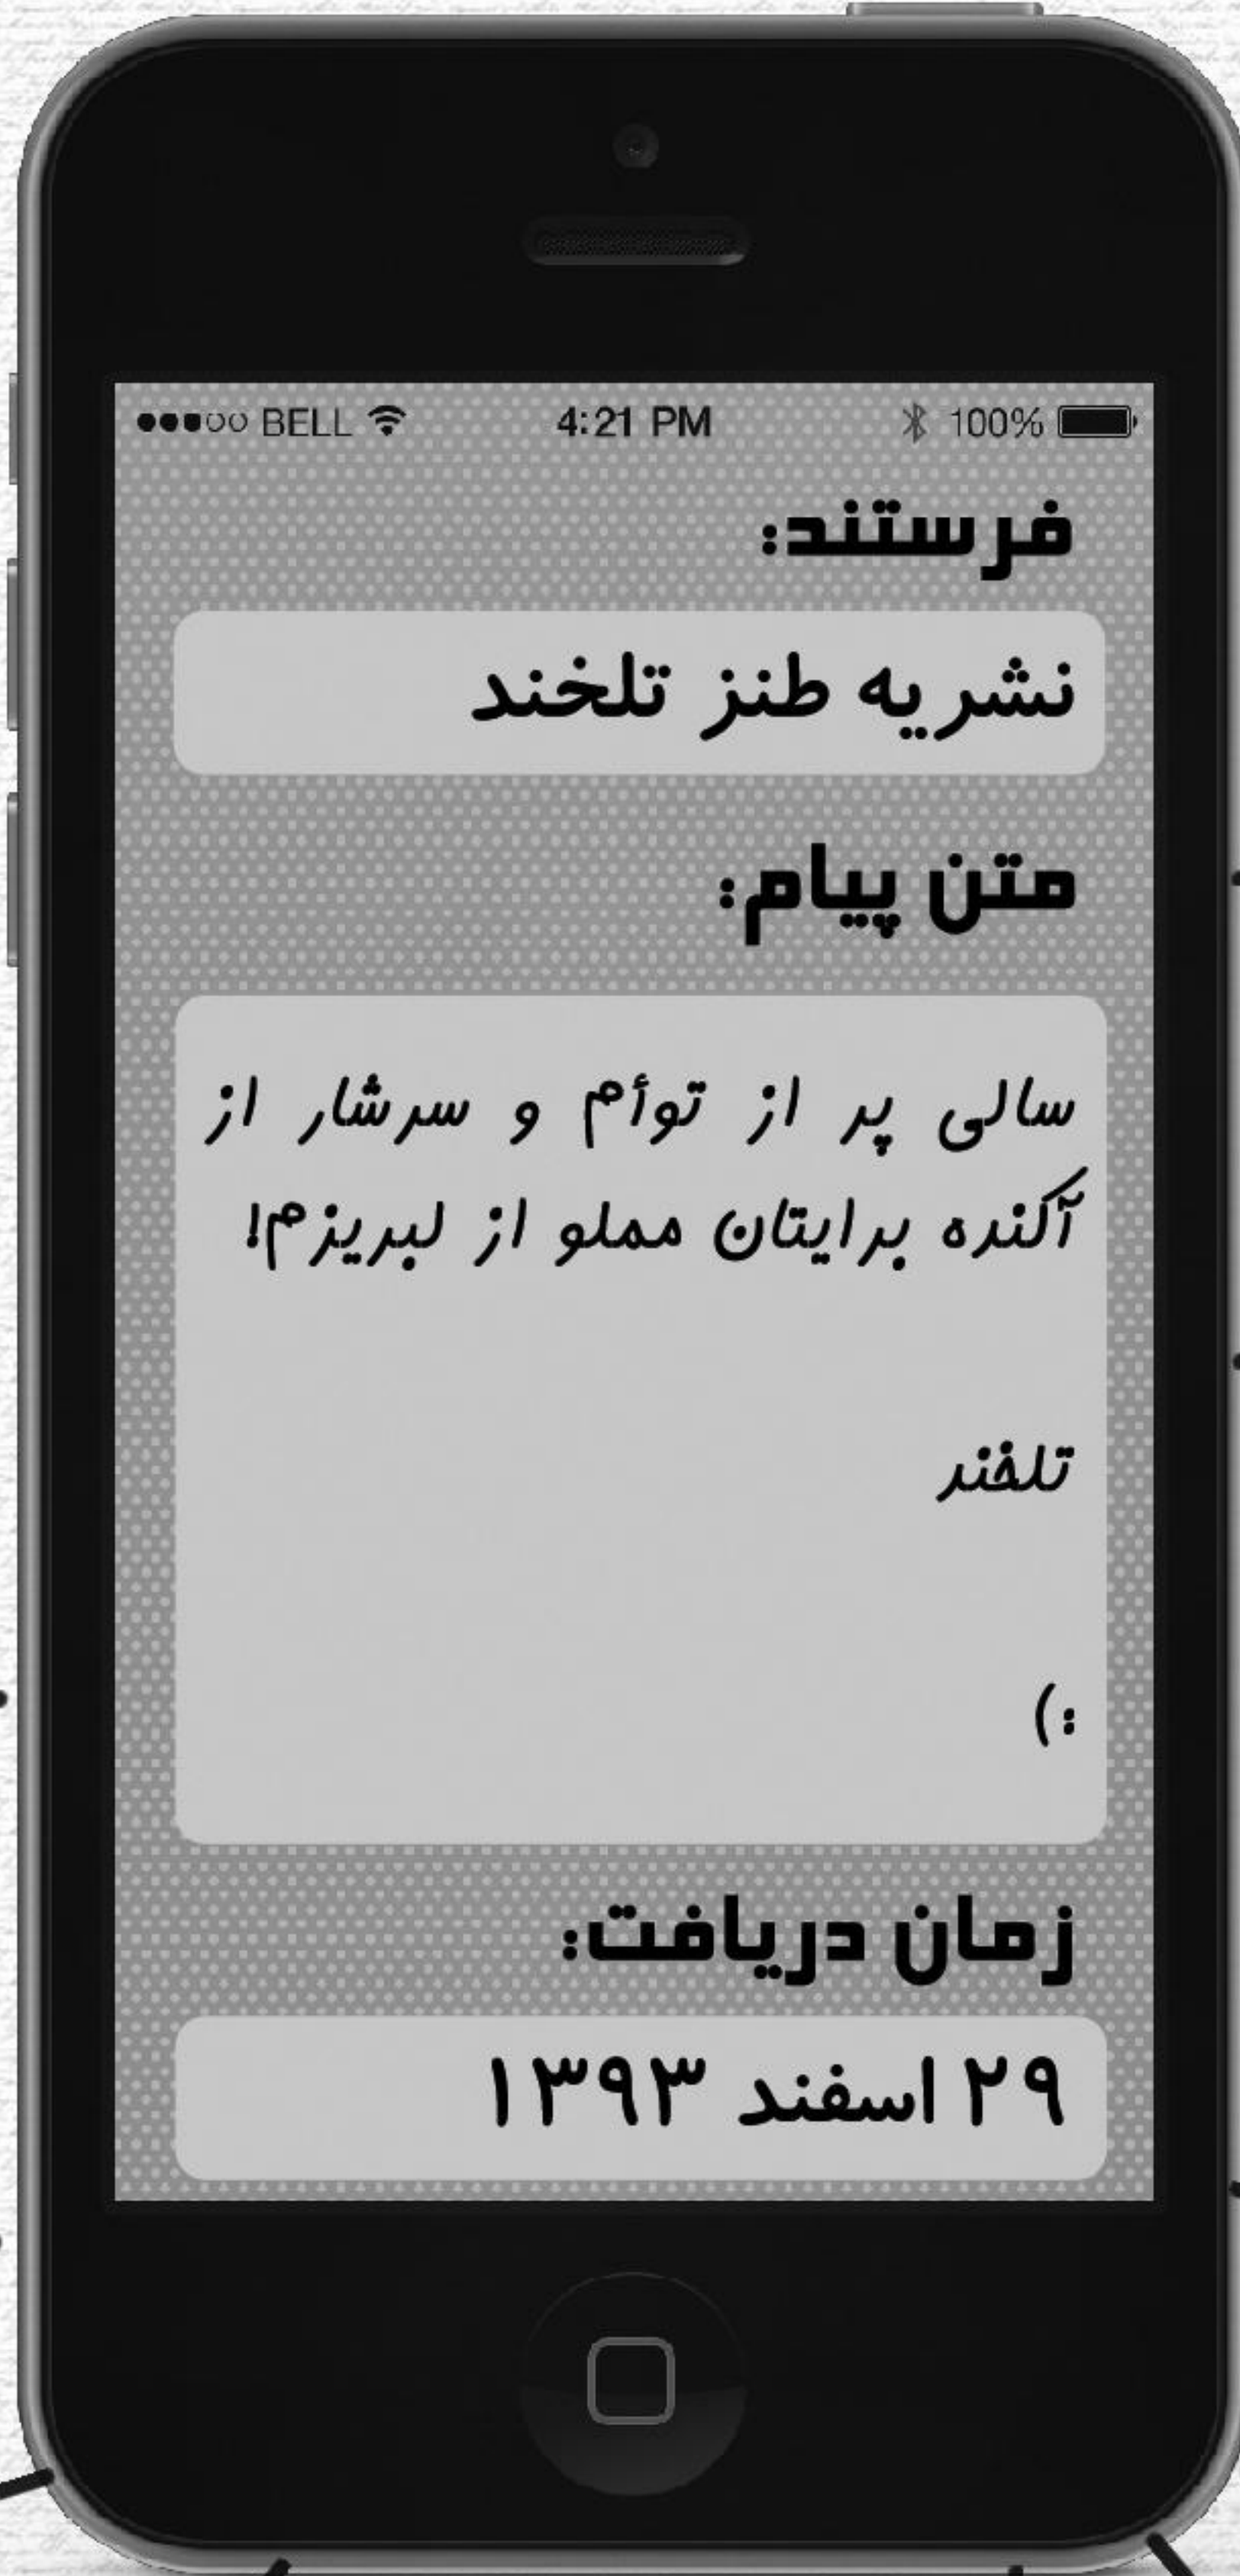 BELL 4:21 PM 100%
فرستند:
نشریه طنز تلخند
متن پیام:
سالی پر از توأم و سرشار از
آکنده برایتان مملو از لبریزم!
تلخند
:)
زمان دریافت:
۲۹ اسفند ۱۳۹۳